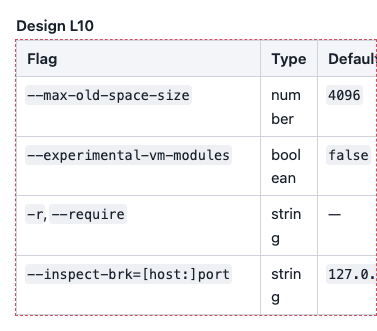 Design L10
Flag Type
--max-old-space-size num 4096
ber
--experimental-vm-modules bool false
ean
-r, --require strin —
g
--inspect-brk=[host:]port strin 127.0.
g